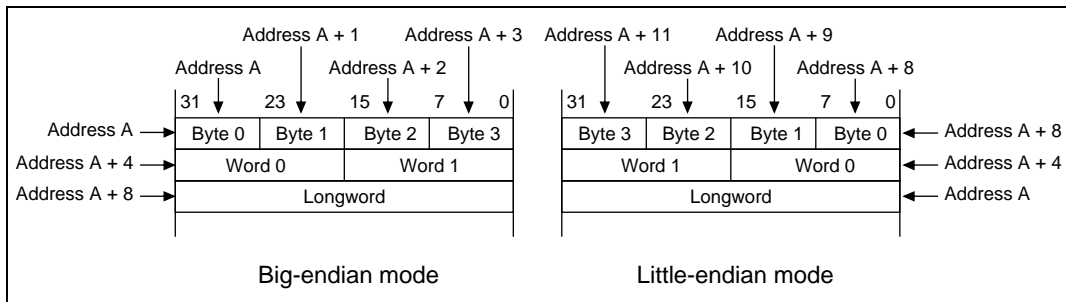 Address A + 1 Address A + 3 Address A + 11 Address A + 9
Address A Address A + 2 Address A + 10 Address A + 8
31 23 15 7 0 31 23 15 7 0
Address A Byte 0 Byte 1 Byte 2 Byte 3 Byte 3 Byte 2 Byte 1 Byte 0 Address A + 8
Address A + 4 Word 0 Word 1 Word 1 Word 0 Address A + 4
Address A + 8 Longword Longword Address A
Big-endian mode Little-endian mode